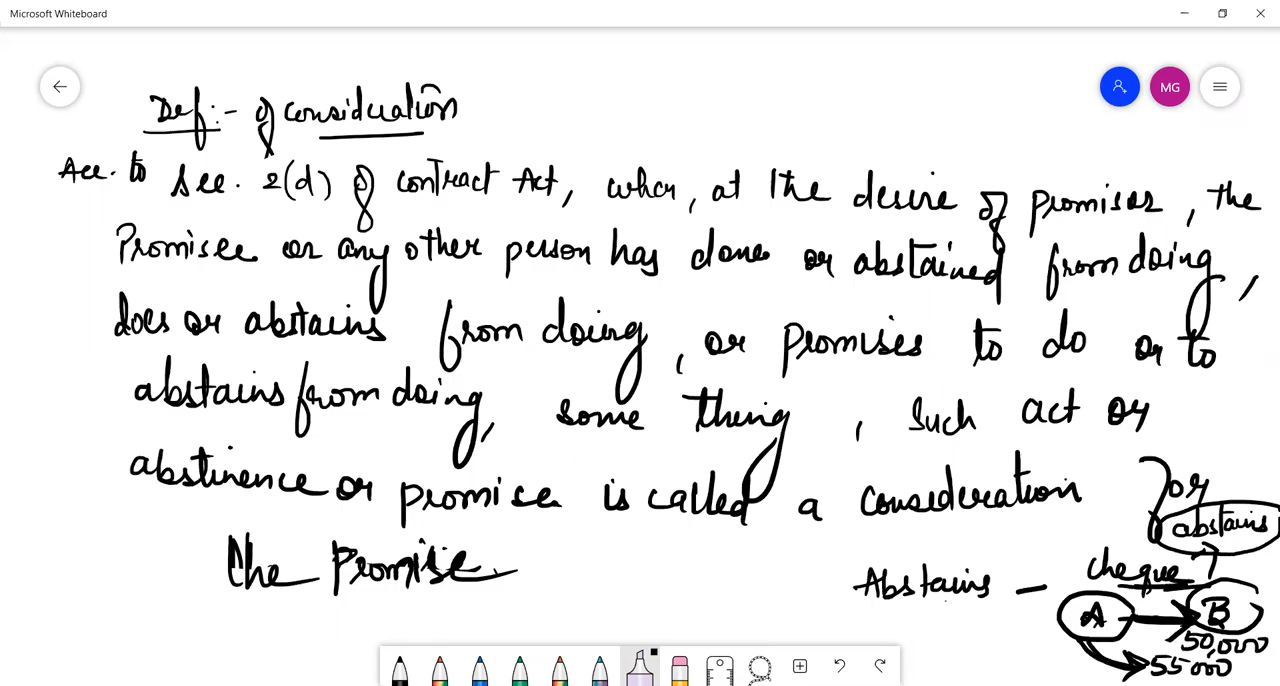 Microsoft Whiteboard
MG
Def:- of consideration
Acc. to Sec. 2(d) of contract Act, when, at the desire of promisor, the
Promisee or any other person has done or abstained from doing,
does or abstains from doing, or promises to do or to
abstains from doing, some thing, such act or
abstinence or promise is called a consideration for
the Promise.
abstains
Abstains - cheque
A B
50,000
55000